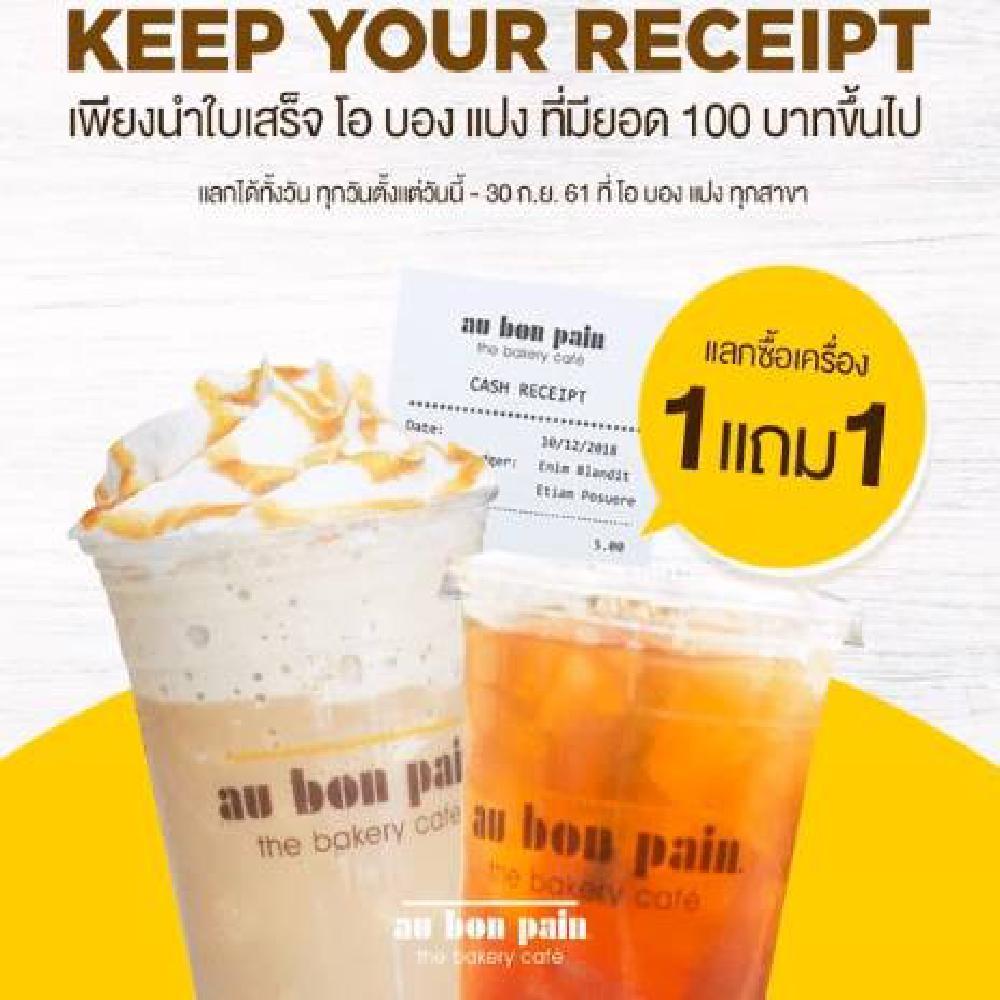 KEEP YOUR RECEIPT
เพียงนำใบเสร็จ โอ บอง แปง ที่มียอด 100 บาทขึ้นไป
แลกได้ทั้งวัน ทุกวันตั้งแต่วันนี้ - 30 ก.ย. 61 ที่ โอ บอง แปง ทุกสาขา
au bon pain
the bakery café
CASH RECEIPT
Date:
10/12/2018
ger: Enim Blandit
Etiam Posuere
5.00
แลกซื้อเครื่อง
1 แถม 1
au bon pai
the bakery café
au bon pain.
the bakery café
au bon pain
the bakery café